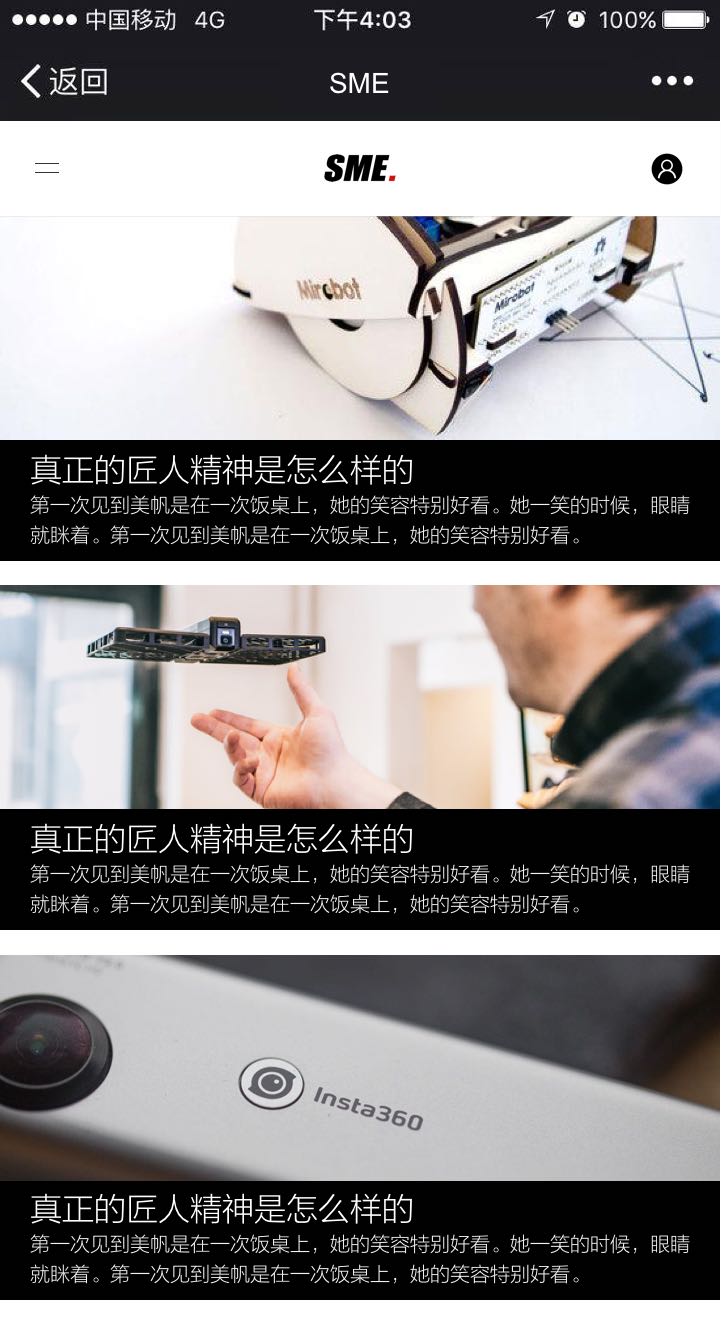 中国移动 4G 下午4:03 100%
返回 SME
SME.
Mirobot
Mirobot
真正的匠人精神是怎么样的
第一次见到美帆是在一次饭桌上，她的笑容特别好看。她一笑的时候，眼睛
就眯着。第一次见到美帆是在一次饭桌上，她的笑容特别好看。
真正的匠人精神是怎么样的
第一次见到美帆是在一次饭桌上，她的笑容特别好看。她一笑的时候，眼睛
就眯着。第一次见到美帆是在一次饭桌上，她的笑容特别好看。
Insta360
真正的匠人精神是怎么样的
第一次见到美帆是在一次饭桌上，她的笑容特别好看。她一笑的时候，眼睛
就眯着。第一次见到美帆是在一次饭桌上，她的笑容特别好看。